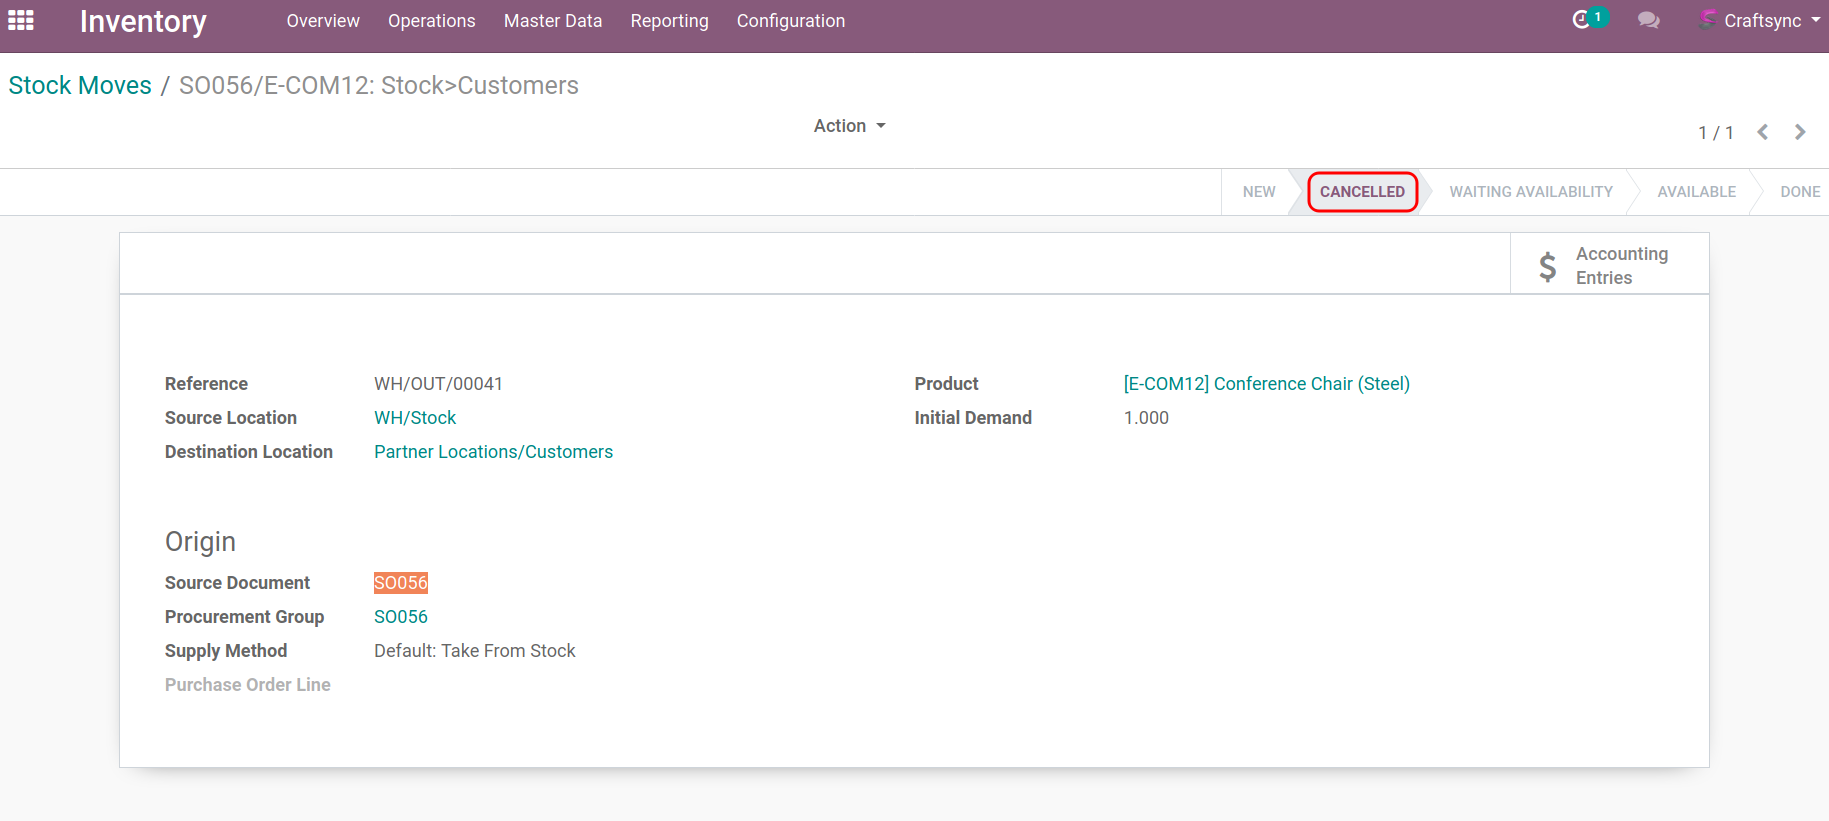 Inventory Overview Operations Master Data Reporting Configuration 1 Craftsync
Stock Moves / SO056/E-COM12: Stock>Customers
Action
1 / 1
NEW CANCELLED WAITING AVAILABILITY AVAILABLE DONE
$ Accounting
Entries
Reference WH/OUT/00041 Product [E-COM12] Conference Chair (Steel)
Source Location WH/Stock Initial Demand 1.000
Destination Location Partner Locations/Customers
Origin
Source Document SO056
Procurement Group SO056
Supply Method Default: Take From Stock
Purchase Order Line